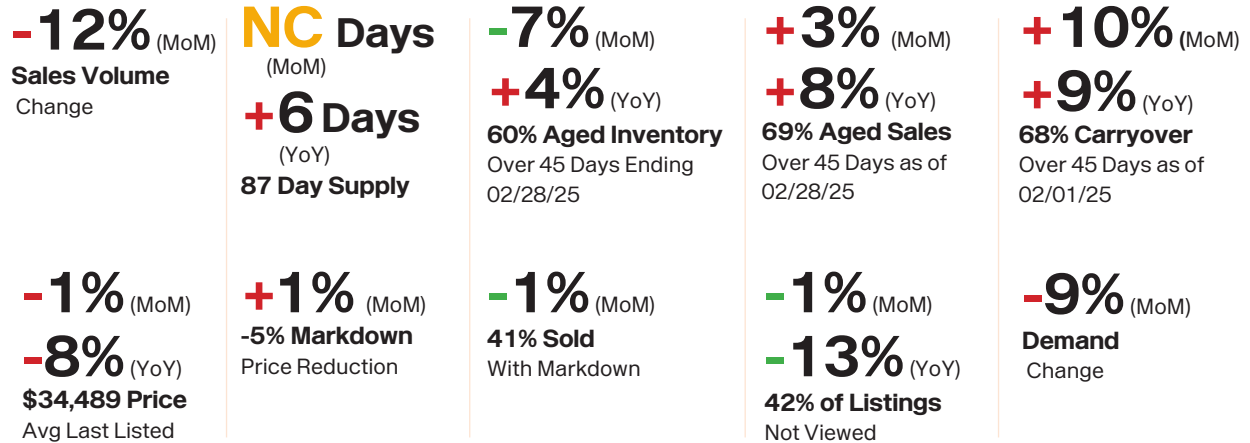 -12% (MoM)
Sales Volume
Change
NC Days
(MoM)
+6 Days
(YoY)
87 Day Supply
-7% (MoM)
+4% (YoY)
60% Aged Inventory
Over 45 Days Ending
02/28/25
+3% (MoM)
+8% (YoY)
69% Aged Sales
Over 45 Days as of
02/28/25
+10% (MoM)
+9% (YoY)
68% Carryover
Over 45 Days as of
02/01/25
-1% (MoM)
-8% (YoY)
$34,489 Price
Avg Last Listed
+1% (MoM)
-5% Markdown
Price Reduction
-1% (MoM)
41% Sold
With Markdown
-1% (MoM)
-13% (YoY)
42% of Listings
Not Viewed
-9% (MoM)
Demand
Change